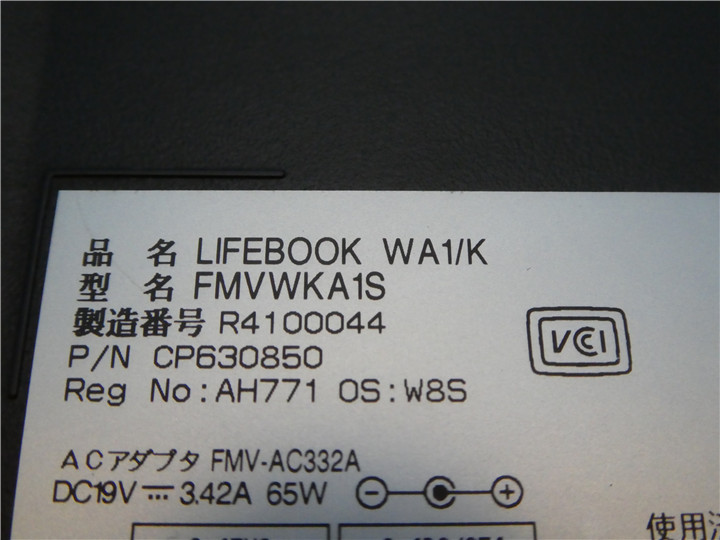 品 名 LIFEBOOK WA1/K
型 名 FMVWKA1S
製造番号 R4100044
P/N CP630850
Reg No:AH771 OS:W8S
VCI
ACアダプタ FMV-AC332A
DC19V 3.42A 65W
使用